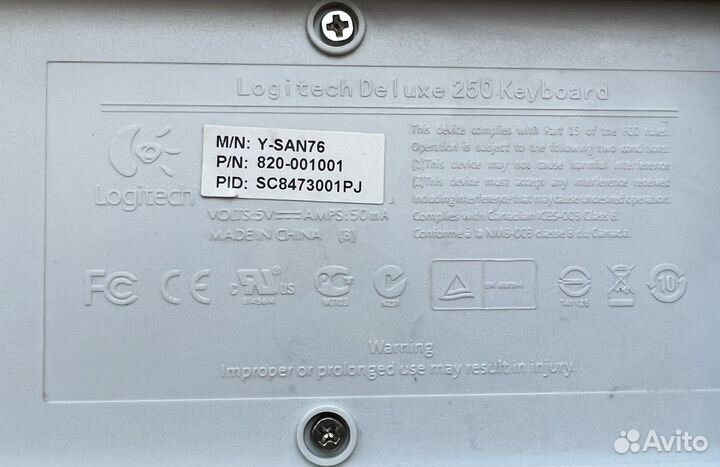 Logitech Deluxe 250 Keyboard
Logitech
M/N: Y-SAN76
P/N: 820-001001
PID: SC8473001PJ
VOLTS:5V AMPS:50mA
MADE IN CHINA (3)
This device complies with Part 15 of the FCC rules.
Operation is subject to the following two conditions:
(1)This device may not cause harmful interference
(2)This device must accept any interference received
including interference that may cause undesired operation.
Complies with Canadian ICES-003 Class B.
Conforme à la NMB-003 classe B du Canada.
FC CE UL US PG
10
Warning
Improper or prolonged use may result in injury.
Avito